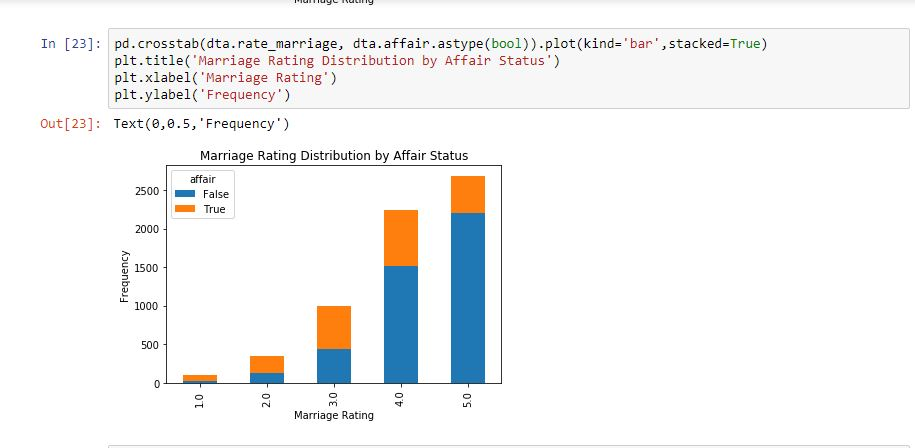 Marriage Rating
In [23]: pd.crosstab(dta.rate_marriage, dta.affair.astype(bool)).plot(kind='bar',stacked=True)
plt.title('Marriage Rating Distribution by Affair Status')
plt.xlabel('Marriage Rating')
plt.ylabel('Frequency')
Out[23]: Text(0,0.5,'Frequency')
Marriage Rating Distribution by Affair Status
affair
False
True
2500
2000
1500
1000
500
0
Frequency
1.0 2.0 3.0 4.0 5.0
Marriage Rating